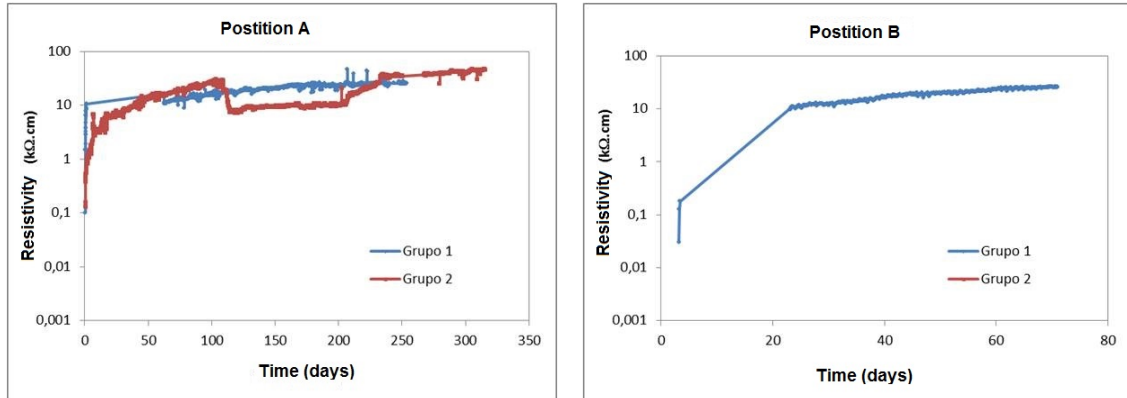 Postition A
100
10
1
0,1
0,01
0,001
Resistivity (kΩ.cm)
0 50 100 150 200 250 300 350
Time (days)
Grupo 1
Grupo 2
Postition B
100
10
1
0,1
0,01
0,001
Resistivity (kΩ.cm)
0 20 40 60 80
Time (days)
Grupo 1
Grupo 2